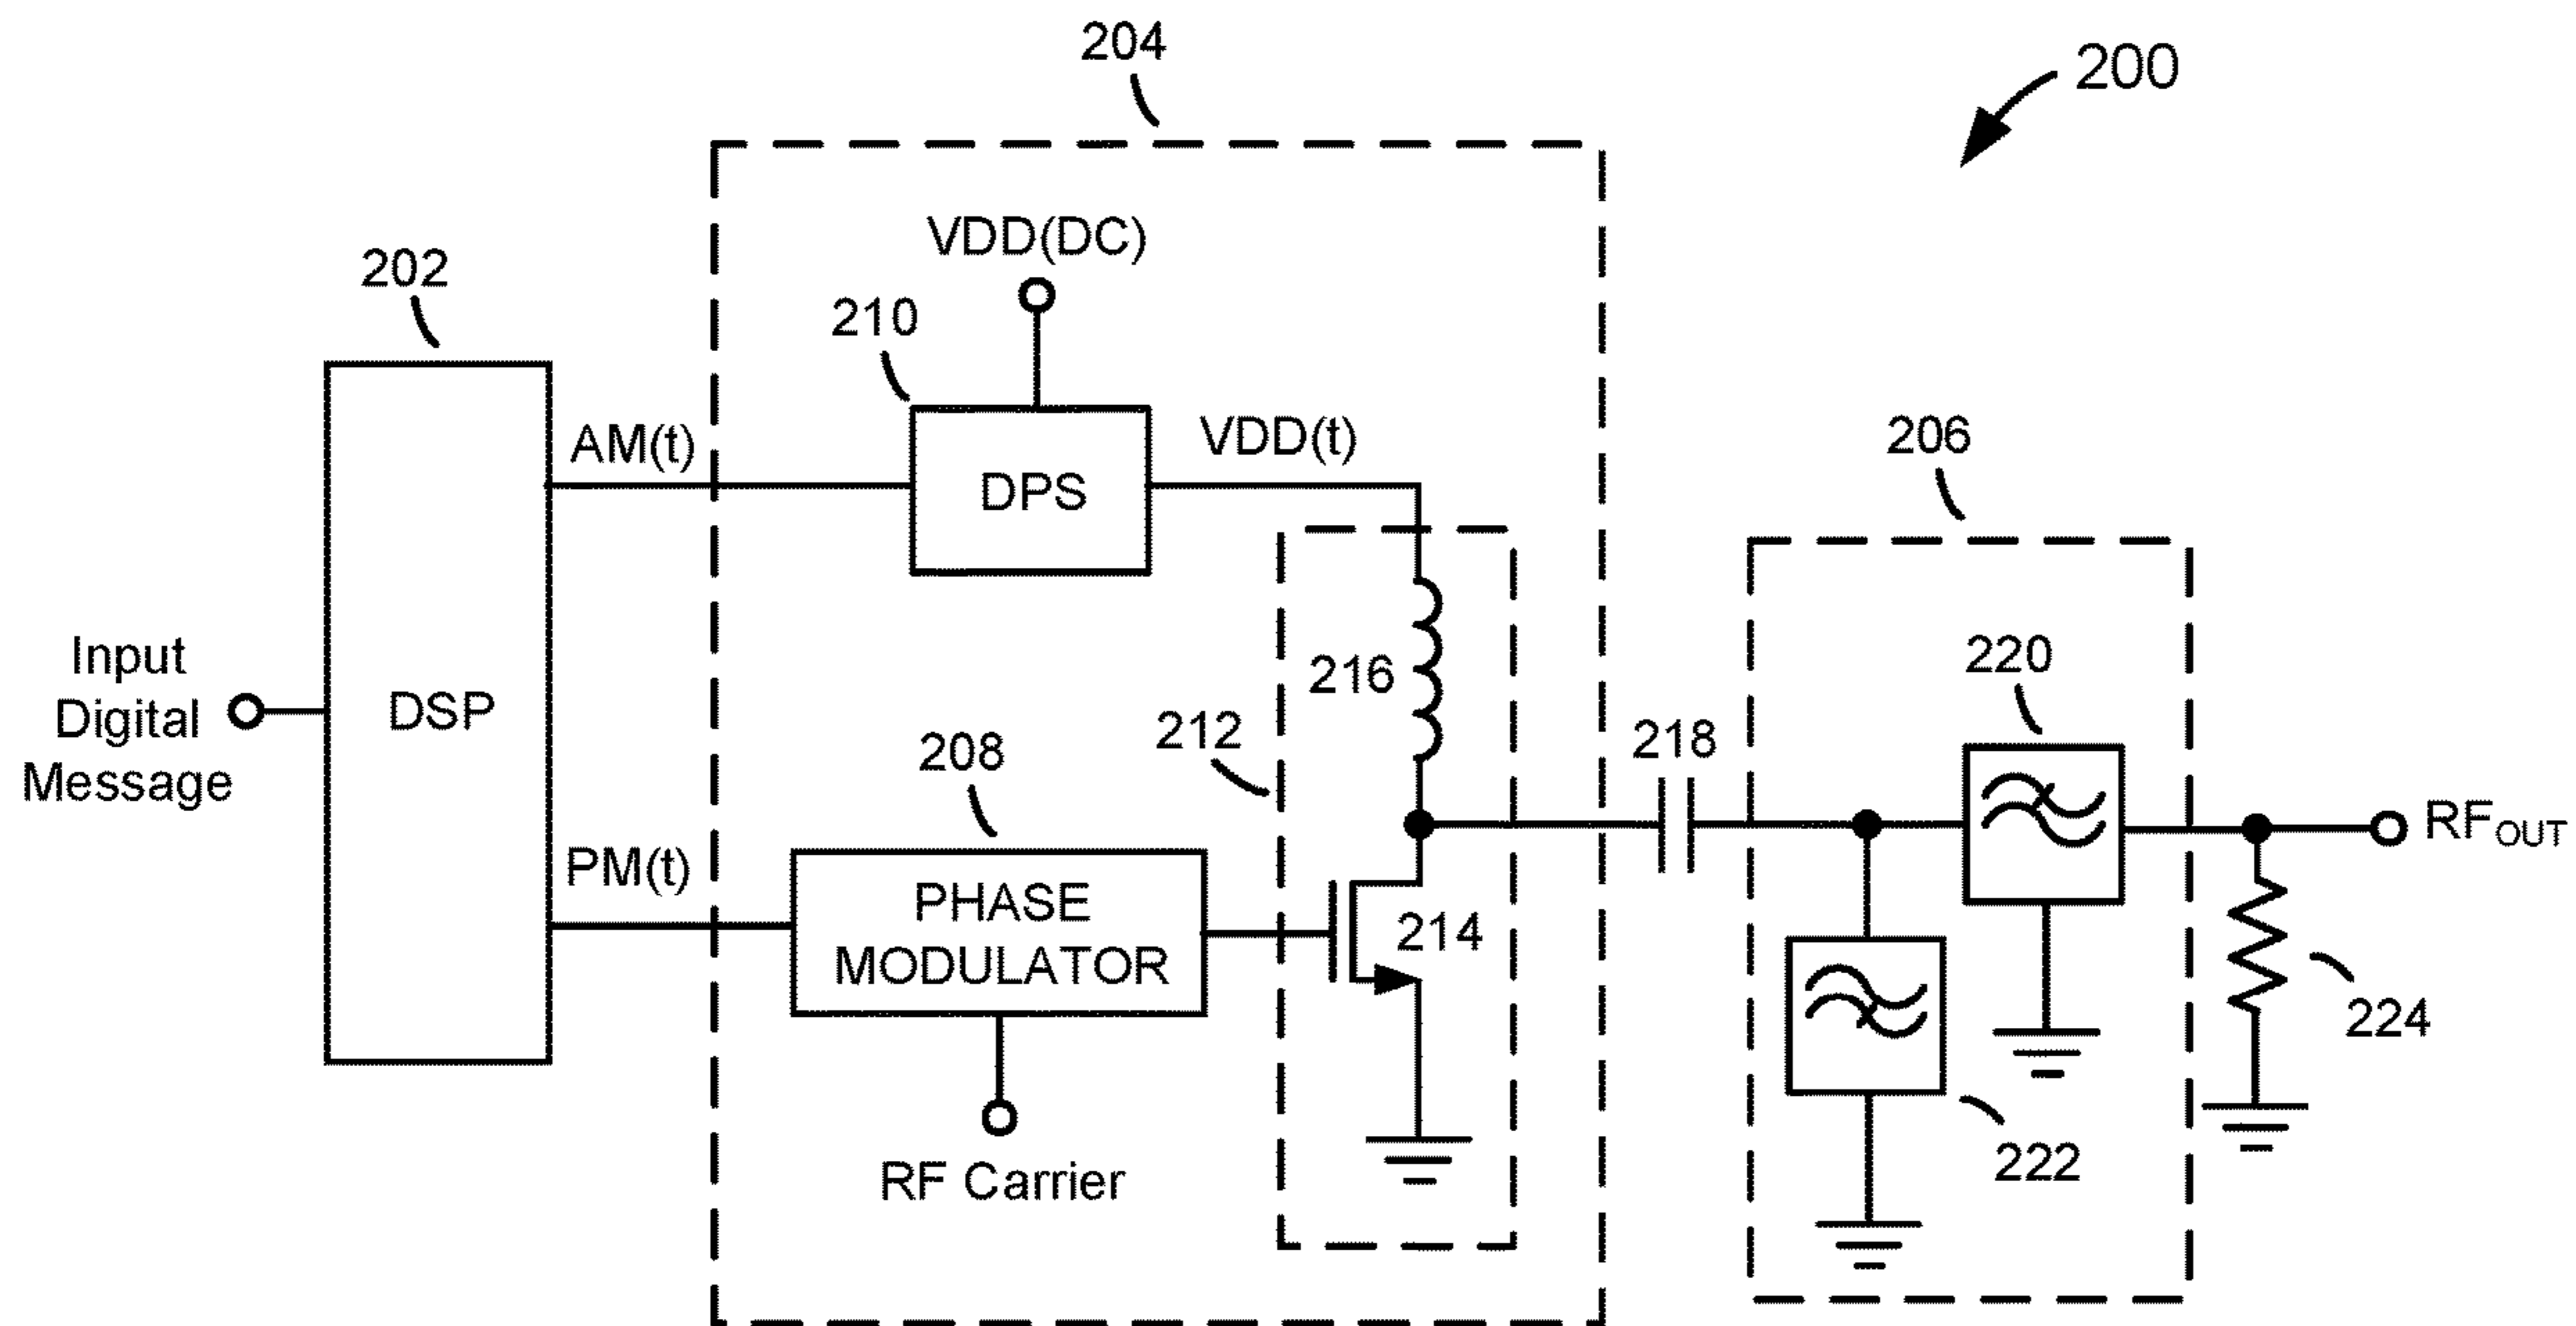 204
200
202
VDD(DC)
210
AM(t)
DPS
VDD(t)
206
Input
Digital
Message
DSP
216
220
212
218
208
PM(t)
PHASE
MODULATOR
214
RF Carrier
RFOUT
224
222